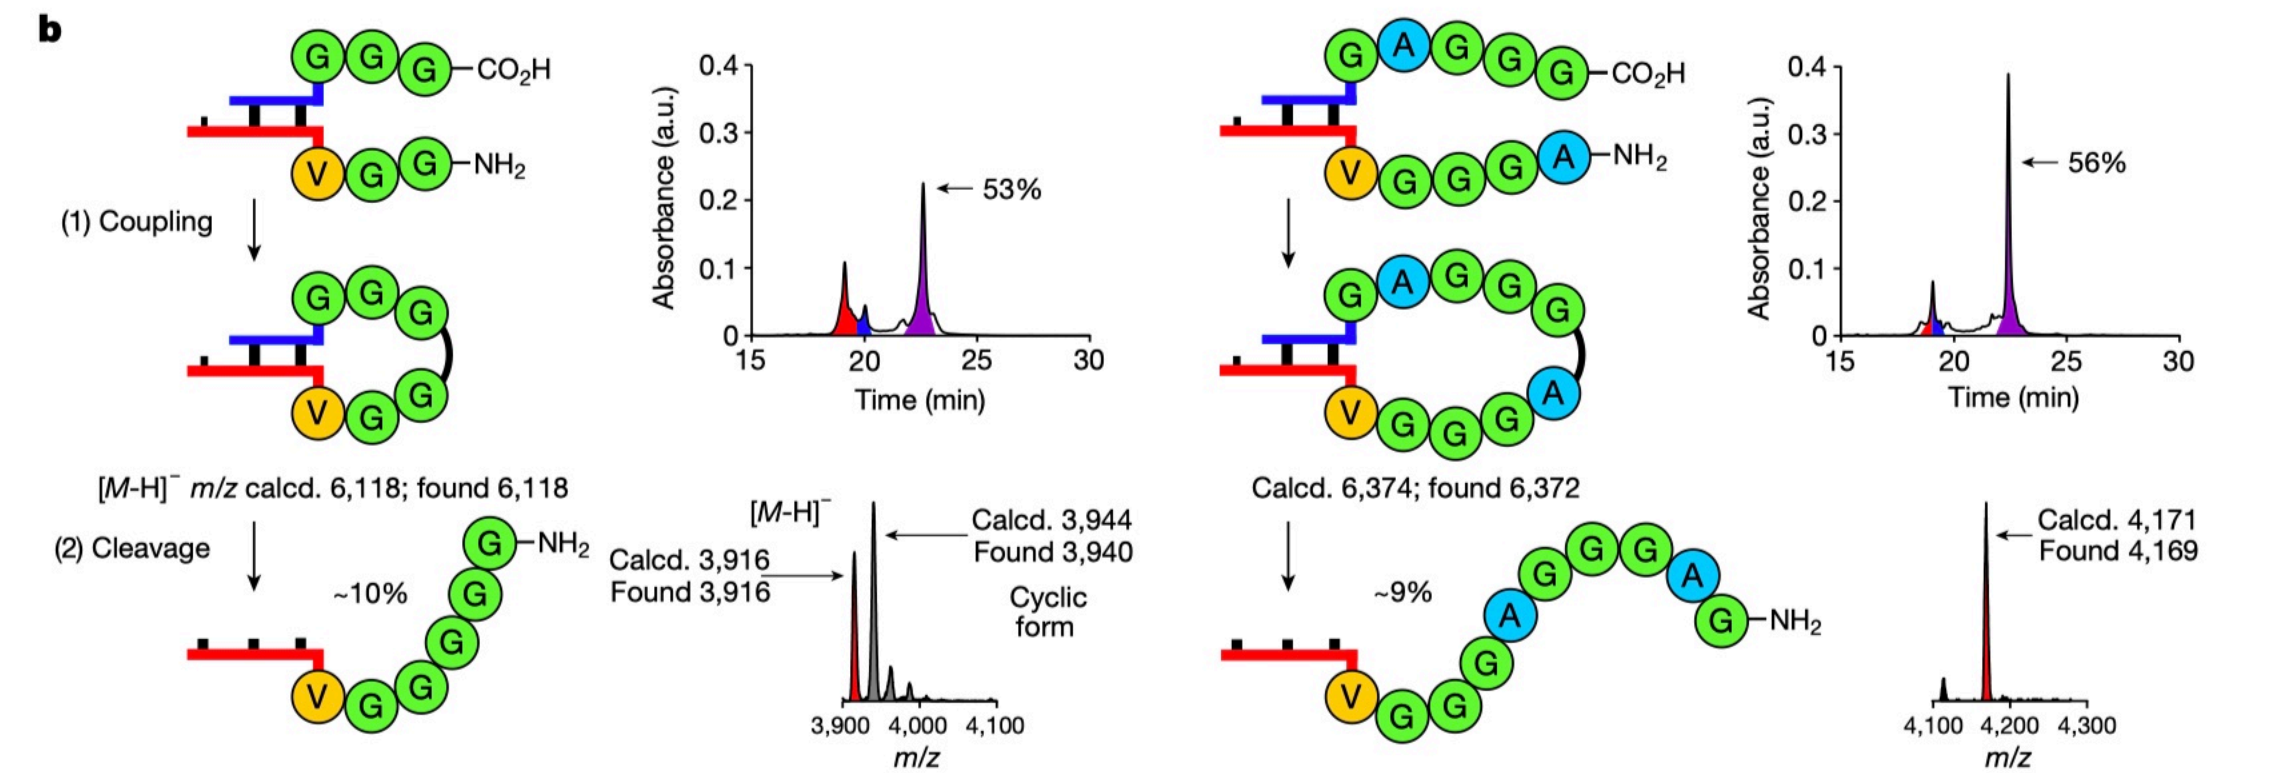 b
G G G CO₂H
V G G NH₂
(1) Coupling
G G G
V G G
[M-H]⁻ m/z calcd. 6,118; found 6,118
(2) Cleavage
~10%
G NH₂
G
G
V G G
0.4
0.3
0.2
0.1
0
Absorbance (a.u.)
53%
15 20 25 30
Time (min)
[M-H]⁻
Calcd. 3,916
Found 3,916
Calcd. 3,944
Found 3,940
Cyclic
form
3,900 4,000 4,100
m/z
G A G G G CO₂H
V G G G A NH₂
G A G G G
V G G G A
Calcd. 6,374; found 6,372
~9%
V G G G A G G G A G NH₂
0.4
0.3
0.2
0.1
0
Absorbance (a.u.)
56%
15 20 25 30
Time (min)
Calcd. 4,171
Found 4,169
4,100 4,200 4,300
m/z